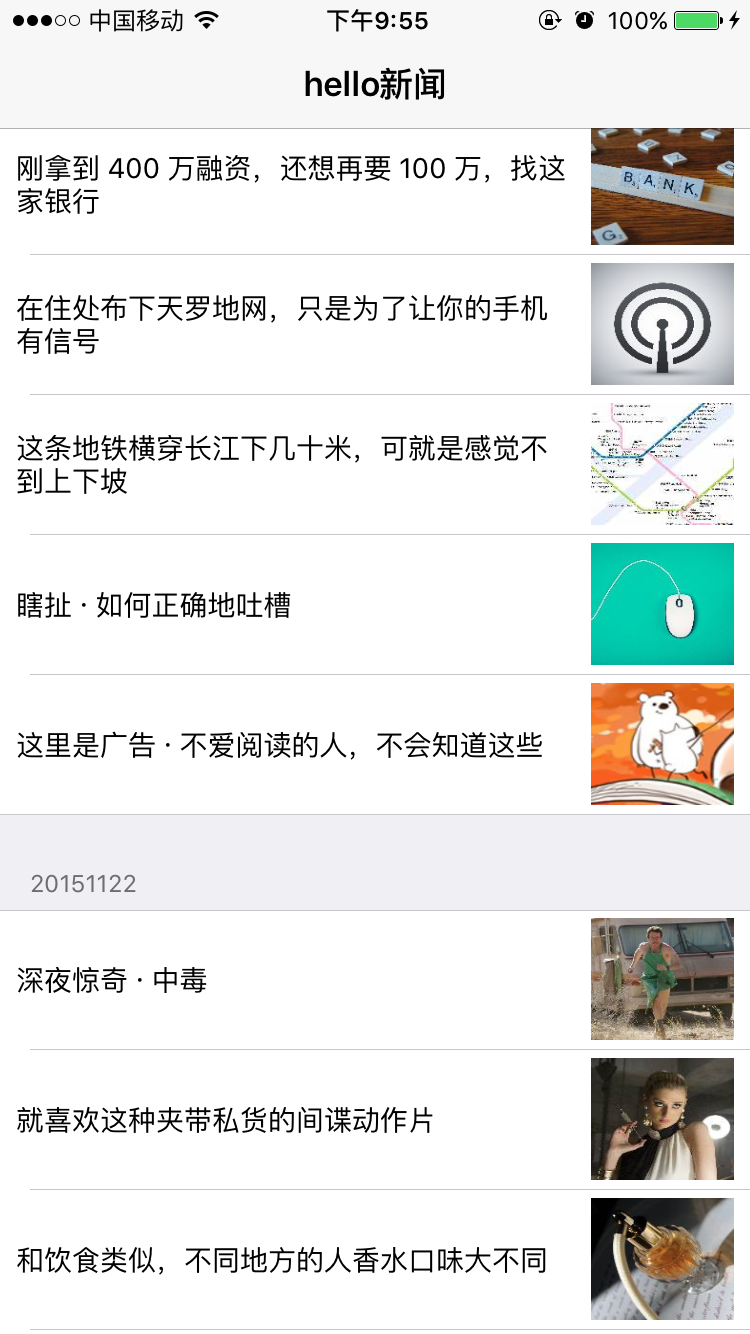 中国移动 下午9:55 100%
hello新闻
刚拿到 400 万融资，还想再要 100 万，找这
家银行
BANK
G
在住处布下天罗地网，只是为了让你的手机
有信号
这条地铁横穿长江下几十米，可就是感觉不
到上下坡
瞎扯 · 如何正确地吐槽
这里是广告 · 不爱阅读的人，不会知道这些
20151122
深夜惊奇 · 中毒
就喜欢这种夹带私货的间谍动作片
和饮食类似，不同地方的人香水口味大不同